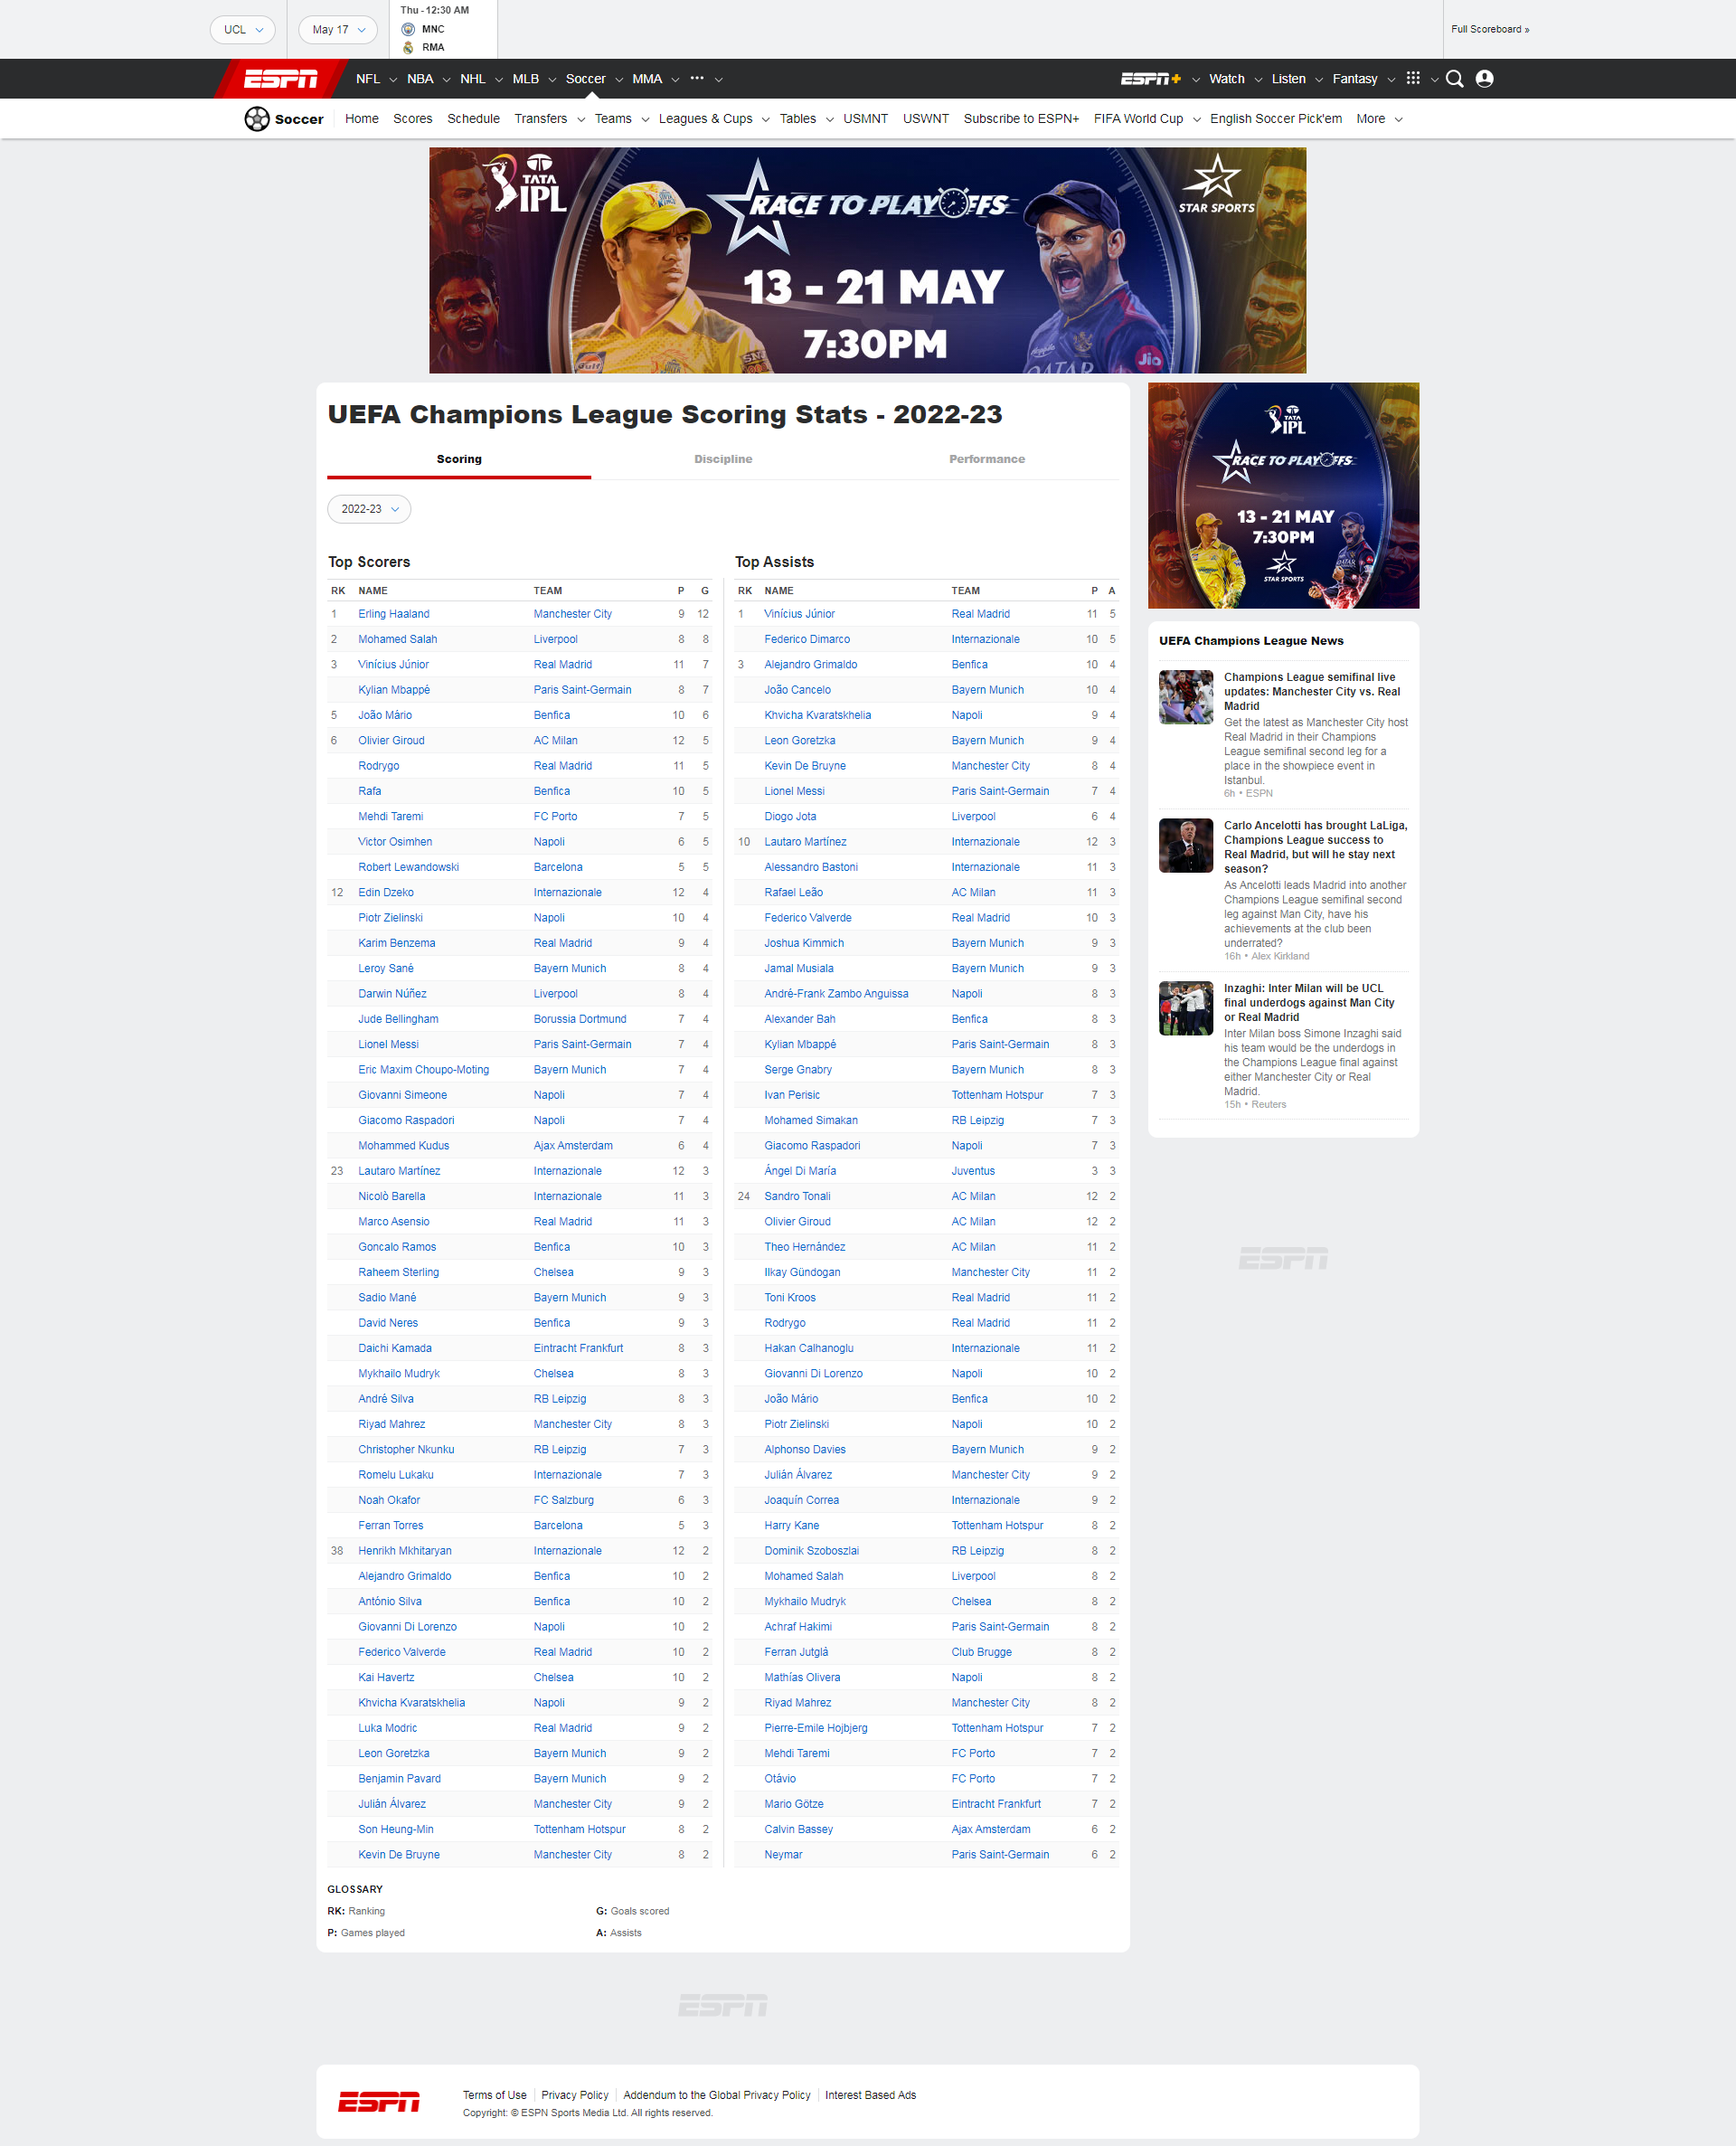 UCL
May 17
Thu - 12:30 AM
MNC
RMA
Full Scoreboard »
ESPN NFL NBA NHL MLB Soccer MMA ••• ESPN+ Watch Listen Fantasy
Soccer Home Scores Schedule Transfers Teams Leagues & Cups Tables USMNT USWNT Subscribe to ESPN+ FIFA World Cup English Soccer Pick'em More
TATA
IPL
RACE TO PLAYOFFS
STAR SPORTS
13 - 21 MAY
7:30PM
Gulf
Jio
UEFA Champions League Scoring Stats - 2022-23
Scoring Discipline Performance
2022-23
Top Scorers
RK NAME TEAM P G
1 Erling Haaland Manchester City 9 12
2 Mohamed Salah Liverpool 8 8
3 Vinícius Júnior Real Madrid 11 7
Kylian Mbappé Paris Saint-Germain 8 7
5 João Mário Benfica 10 6
6 Olivier Giroud AC Milan 12 5
Rodrygo Real Madrid 11 5
Rafa Benfica 10 5
Mehdi Taremi FC Porto 7 5
Victor Osimhen Napoli 6 5
Robert Lewandowski Barcelona 5 5
12 Edin Dzeko Internazionale 12 4
Piotr Zielinski Napoli 10 4
Karim Benzema Real Madrid 9 4
Leroy Sané Bayern Munich 8 4
Darwin Núñez Liverpool 8 4
Jude Bellingham Borussia Dortmund 7 4
Lionel Messi Paris Saint-Germain 7 4
Eric Maxim Choupo-Moting Bayern Munich 7 4
Giovanni Simeone Napoli 7 4
Giacomo Raspadori Napoli 7 4
Mohammed Kudus Ajax Amsterdam 6 4
23 Lautaro Martínez Internazionale 12 3
Nicolò Barella Internazionale 11 3
Marco Asensio Real Madrid 11 3
Goncalo Ramos Benfica 10 3
Raheem Sterling Chelsea 9 3
Sadio Mané Bayern Munich 9 3
David Neres Benfica 9 3
Daichi Kamada Eintracht Frankfurt 8 3
Mykhailo Mudryk Chelsea 8 3
André Silva RB Leipzig 8 3
Riyad Mahrez Manchester City 8 3
Christopher Nkunku RB Leipzig 7 3
Romelu Lukaku Internazionale 7 3
Noah Okafor FC Salzburg 6 3
Ferran Torres Barcelona 5 3
38 Henrikh Mkhitaryan Internazionale 12 2
Alejandro Grimaldo Benfica 10 2
António Silva Benfica 10 2
Giovanni Di Lorenzo Napoli 10 2
Federico Valverde Real Madrid 10 2
Kai Havertz Chelsea 10 2
Khvicha Kvaratskhelia Napoli 9 2
Luka Modric Real Madrid 9 2
Leon Goretzka Bayern Munich 9 2
Benjamin Pavard Bayern Munich 9 2
Julián Álvarez Manchester City 9 2
Son Heung-Min Tottenham Hotspur 8 2
Kevin De Bruyne Manchester City 8 2
Top Assists
RK NAME TEAM P A
1 Vinícius Júnior Real Madrid 11 5
Federico Dimarco Internazionale 10 5
3 Alejandro Grimaldo Benfica 10 4
João Cancelo Bayern Munich 10 4
Khvicha Kvaratskhelia Napoli 9 4
Leon Goretzka Bayern Munich 9 4
Kevin De Bruyne Manchester City 8 4
Lionel Messi Paris Saint-Germain 7 4
Diogo Jota Liverpool 6 4
10 Lautaro Martínez Internazionale 12 3
Alessandro Bastoni Internazionale 11 3
Rafael Leão AC Milan 11 3
Federico Valverde Real Madrid 10 3
Joshua Kimmich Bayern Munich 9 3
Jamal Musiala Bayern Munich 9 3
André-Frank Zambo Anguissa Napoli 8 3
Alexander Bah Benfica 8 3
Kylian Mbappé Paris Saint-Germain 8 3
Serge Gnabry Bayern Munich 8 3
Ivan Perisic Tottenham Hotspur 7 3
Mohamed Simakan RB Leipzig 7 3
Giacomo Raspadori Napoli 7 3
Ángel Di María Juventus 3 3
24 Sandro Tonali AC Milan 12 2
Olivier Giroud AC Milan 12 2
Theo Hernández AC Milan 11 2
Ilkay Gündogan Manchester City 11 2
Toni Kroos Real Madrid 11 2
Rodrygo Real Madrid 11 2
Hakan Calhanoglu Internazionale 11 2
Giovanni Di Lorenzo Napoli 10 2
João Mário Benfica 10 2
Piotr Zielinski Napoli 10 2
Alphonso Davies Bayern Munich 9 2
Julián Álvarez Manchester City 9 2
Joaquín Correa Internazionale 9 2
Harry Kane Tottenham Hotspur 8 2
Dominik Szoboszlai RB Leipzig 8 2
Mohamed Salah Liverpool 8 2
Mykhailo Mudryk Chelsea 8 2
Achraf Hakimi Paris Saint-Germain 8 2
Ferran Jutglá Club Brugge 8 2
Mathías Olivera Napoli 8 2
Riyad Mahrez Manchester City 8 2
Pierre-Emile Hojbjerg Tottenham Hotspur 7 2
Mehdi Taremi FC Porto 7 2
Otávio FC Porto 7 2
Mario Götze Eintracht Frankfurt 7 2
Calvin Bassey Ajax Amsterdam 6 2
Neymar Paris Saint-Germain 6 2
GLOSSARY
RK: Ranking
G: Goals scored
P: Games played
A: Assists
TATA
IPL
RACE TO PLAYOFFS
13 - 21 MAY
7:30PM
STAR SPORTS
UEFA Champions League News
Champions League semifinal live
updates: Manchester City vs. Real
Madrid
Get the latest as Manchester City host
Real Madrid in their Champions
League semifinal second leg for a
place in the showpiece event in
Istanbul.
6h • ESPN
Carlo Ancelotti has brought LaLiga,
Champions League success to
Real Madrid, but will he stay next
season?
As Ancelotti leads Madrid into another
Champions League semifinal second
leg against Man City, have his
achievements at the club been
underrated?
16h • Alex Kirkland
Inzaghi: Inter Milan will be UCL
final underdogs against Man City
or Real Madrid
Inter Milan boss Simone Inzaghi said
his team would be the underdogs in
the Champions League final against
either Manchester City or Real
Madrid.
15h • Reuters
ESPN
ESPN
ESPN
Terms of Use Privacy Policy Addendum to the Global Privacy Policy Interest Based Ads
Copyright: © ESPN Sports Media Ltd. All rights reserved.